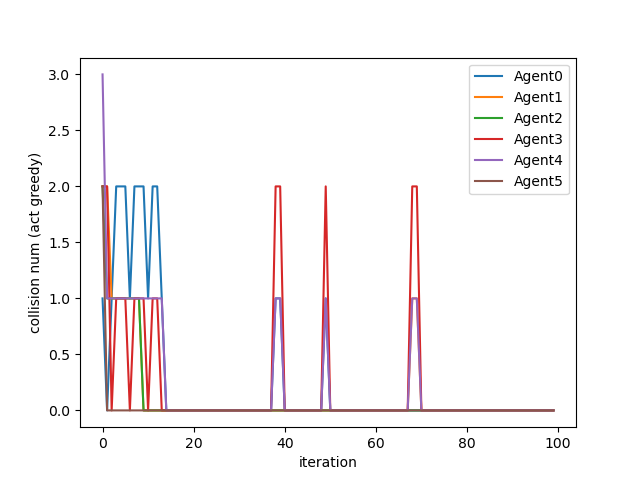 3.0
2.5
2.0
1.5
1.0
0.5
0.0
collision num (act greedy)
0
20
40
60
80
100
iteration
Agent0
Agent1
Agent2
Agent3
Agent4
Agent5